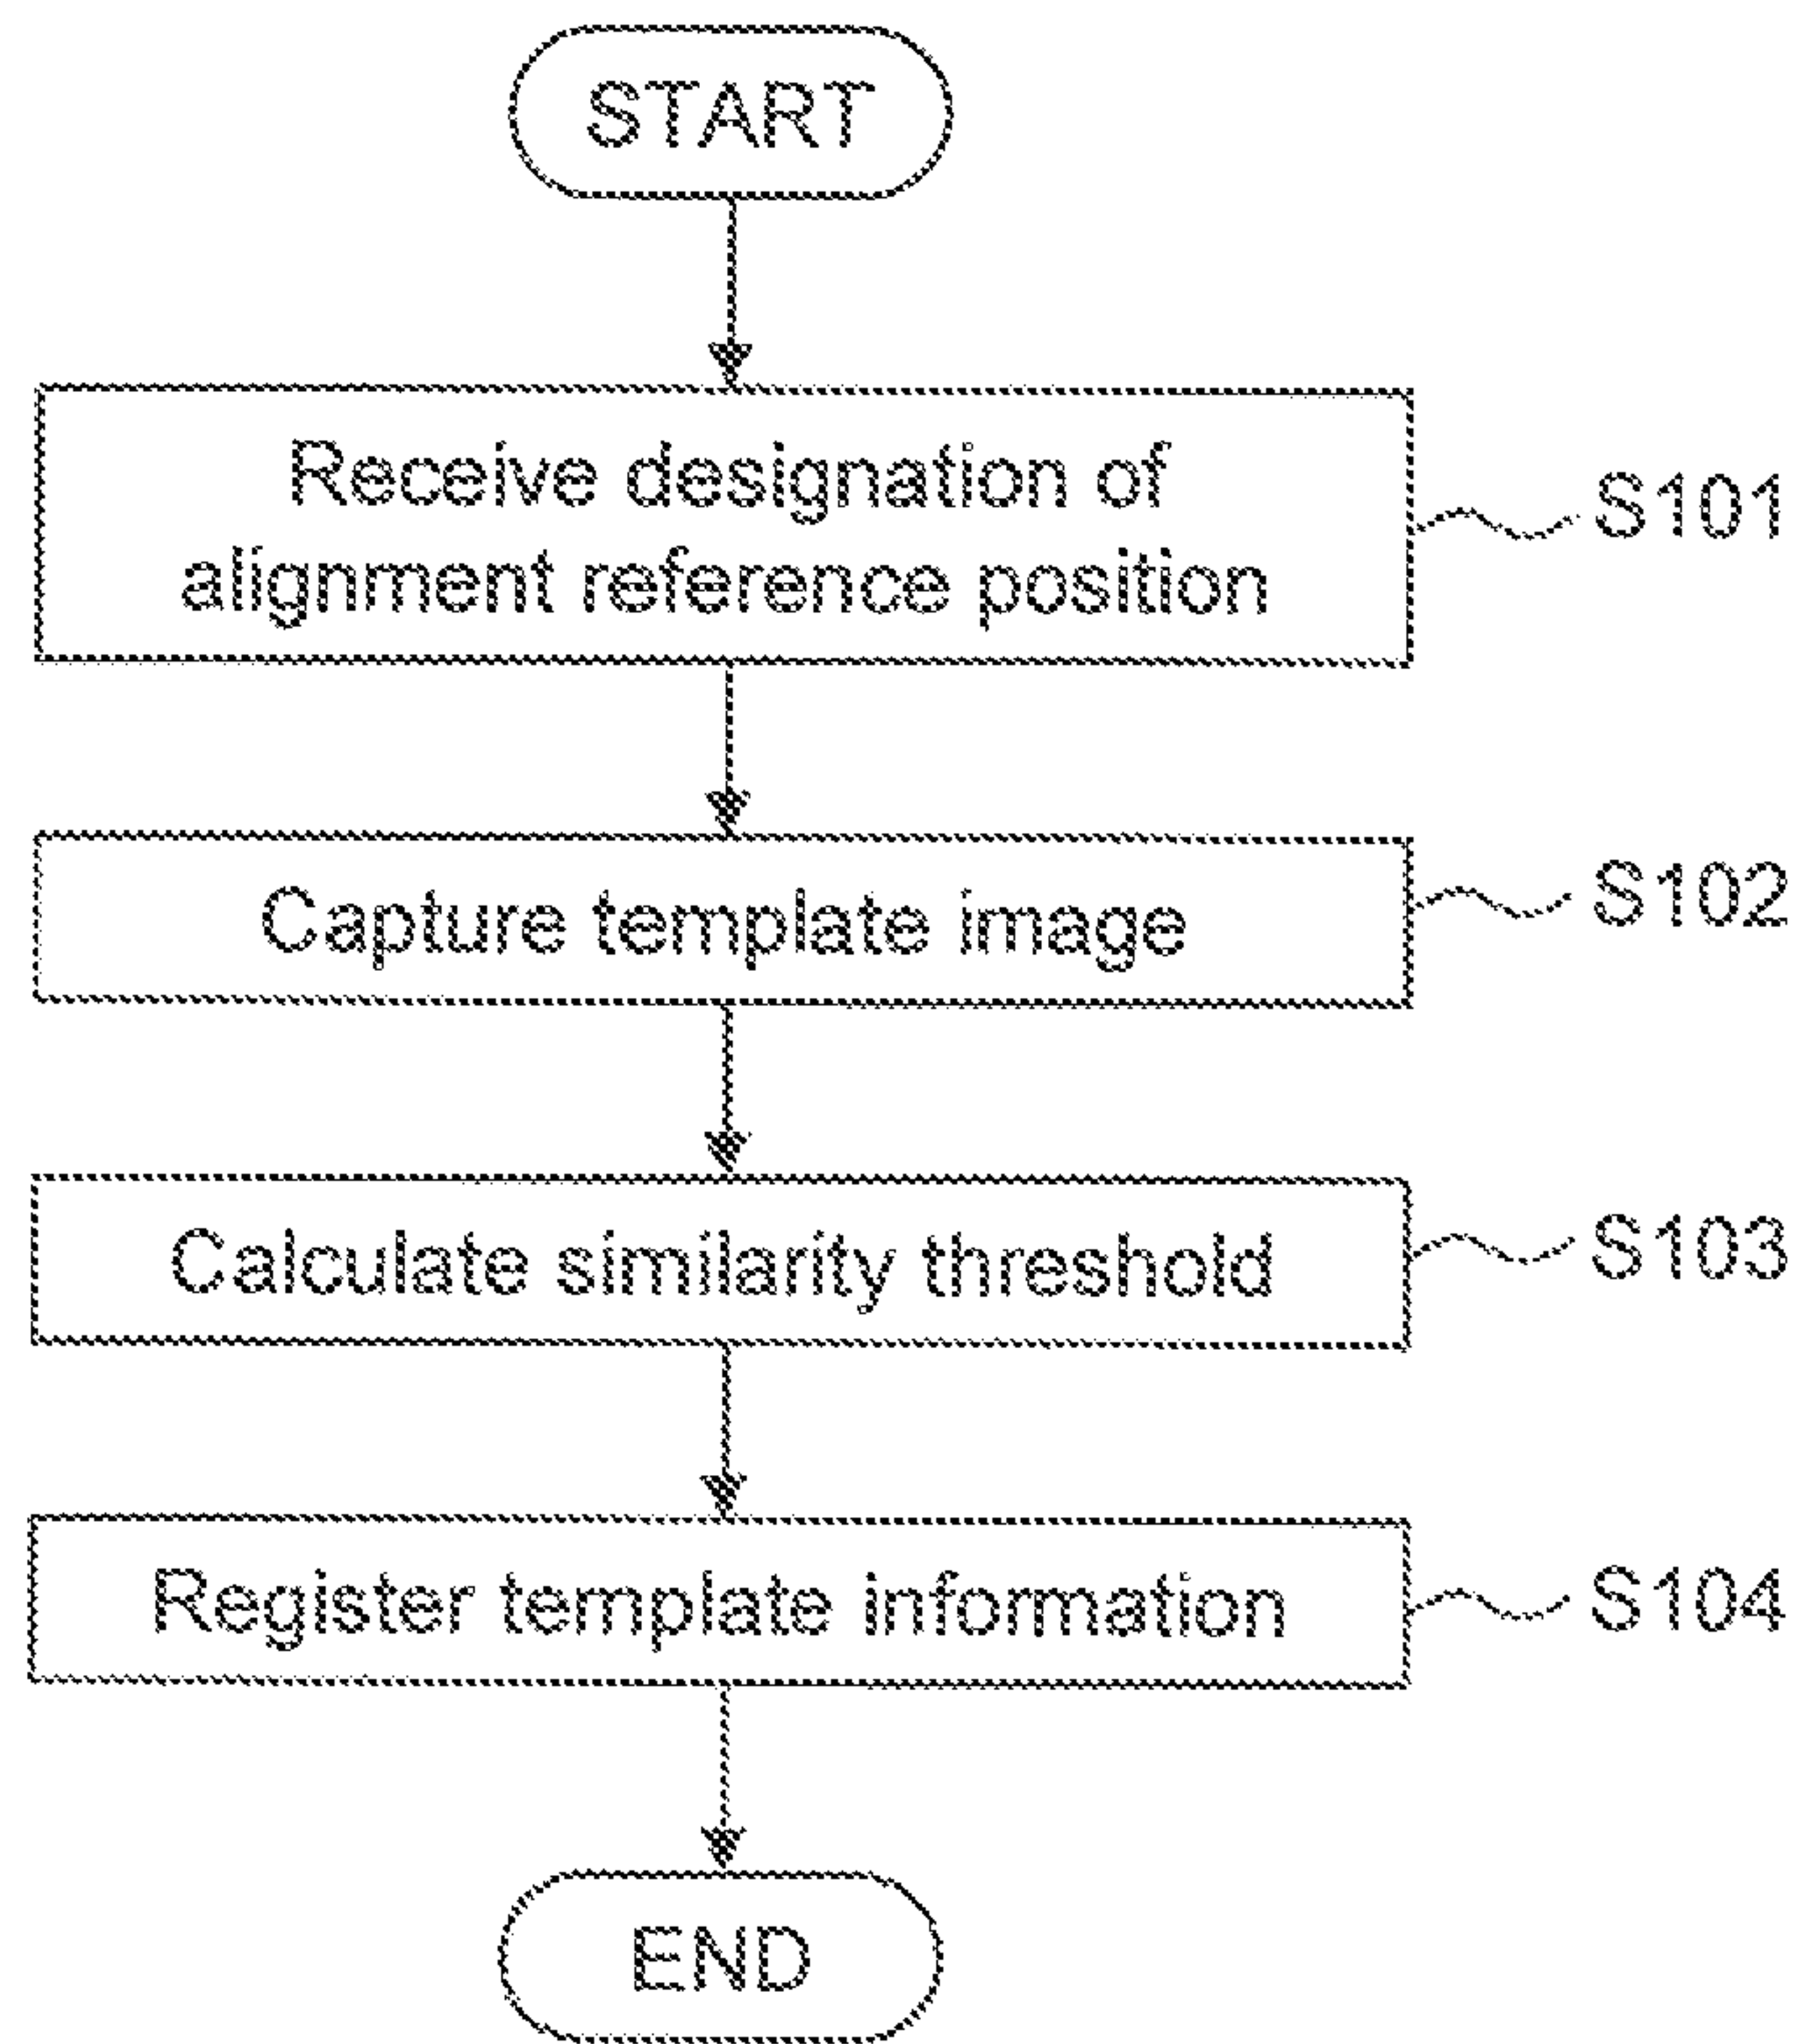 START
Receive designation of
alignment reference position
S101
Capture template image
S102
Calculate similarity threshold
S103
Register template information
S104
END